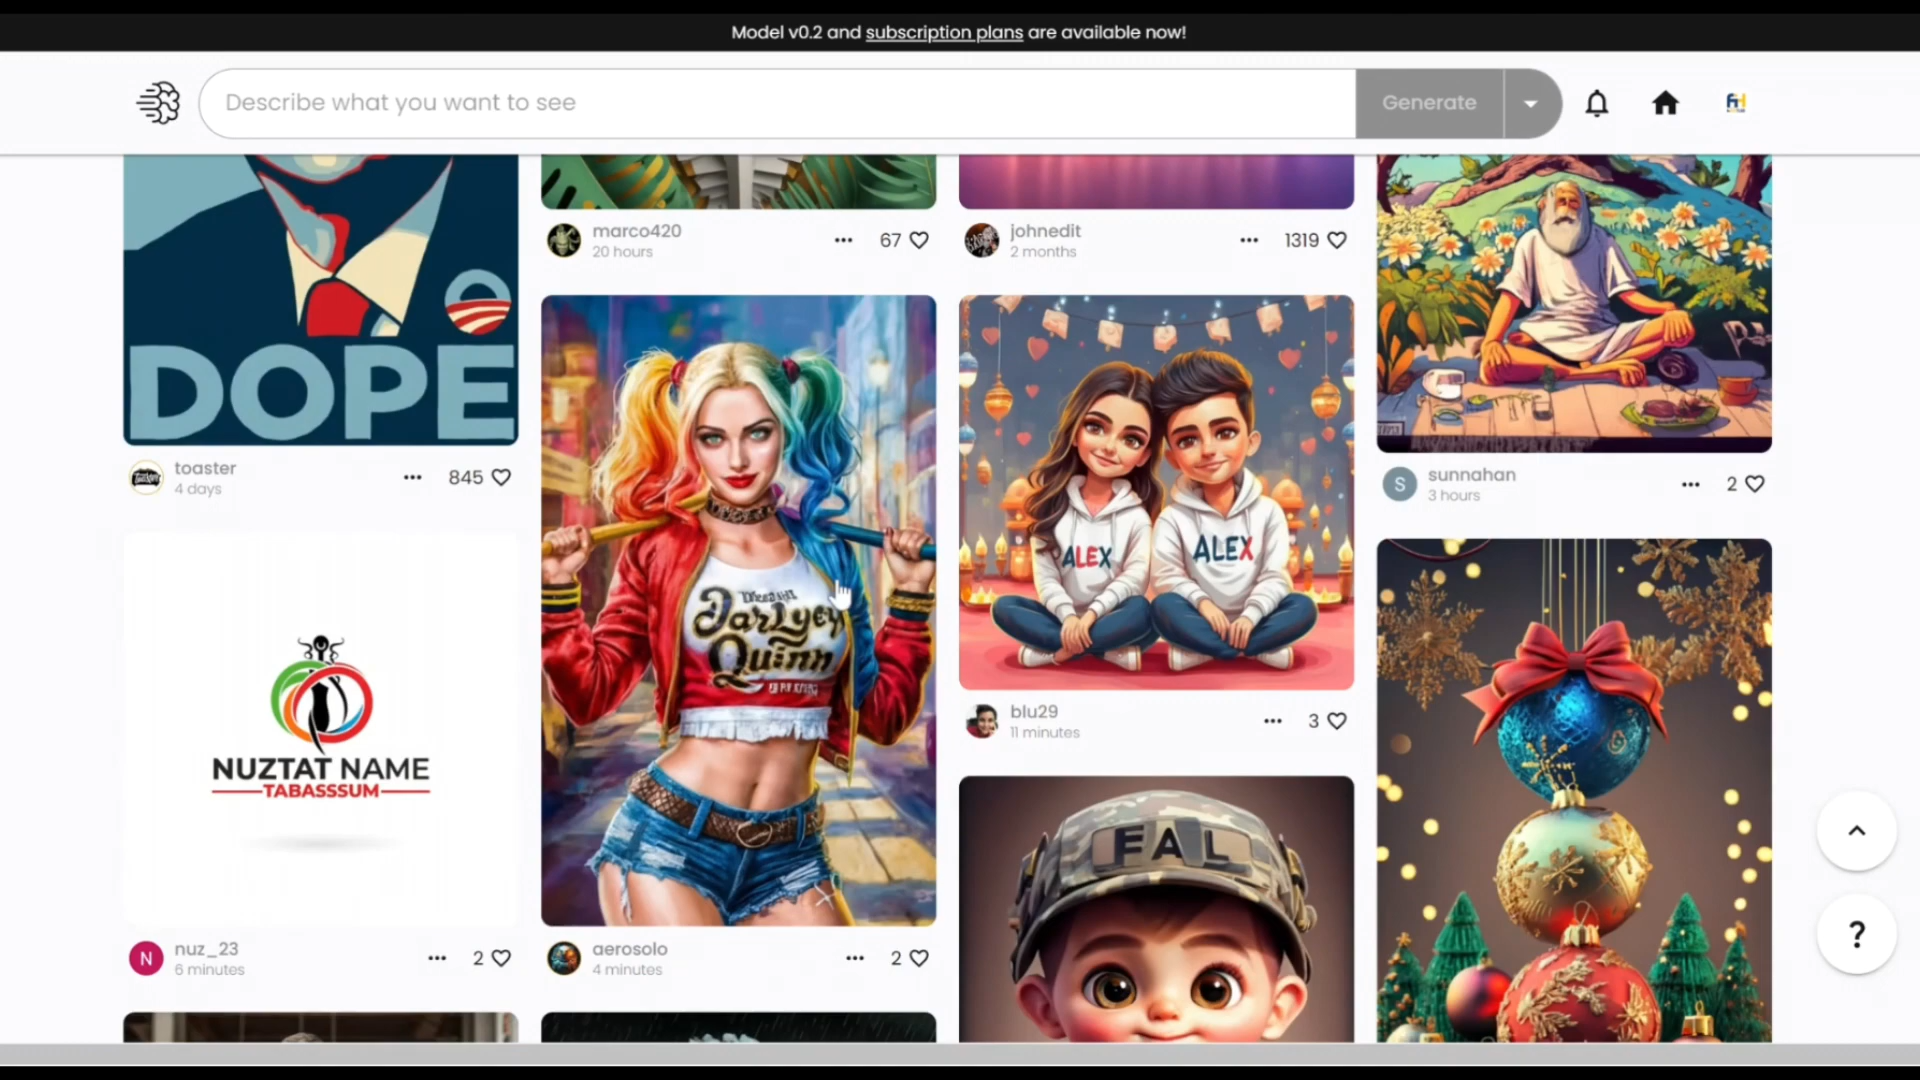 Model v0.2 and subscription plans are available now!
Describe what you want to see
Generate
marco420
20 hours
67
johnedit
2 months
1319
DOPE
toaster
4 days
845
Quinn
ALEX
ALEX
sunnahan
3 hours
2
S
blu29
11 minutes
3
NUZTAT NAME
TABASSSUM
FAL
N
nuz_23
6 minutes
2
aerosolo
4 minutes
2
?